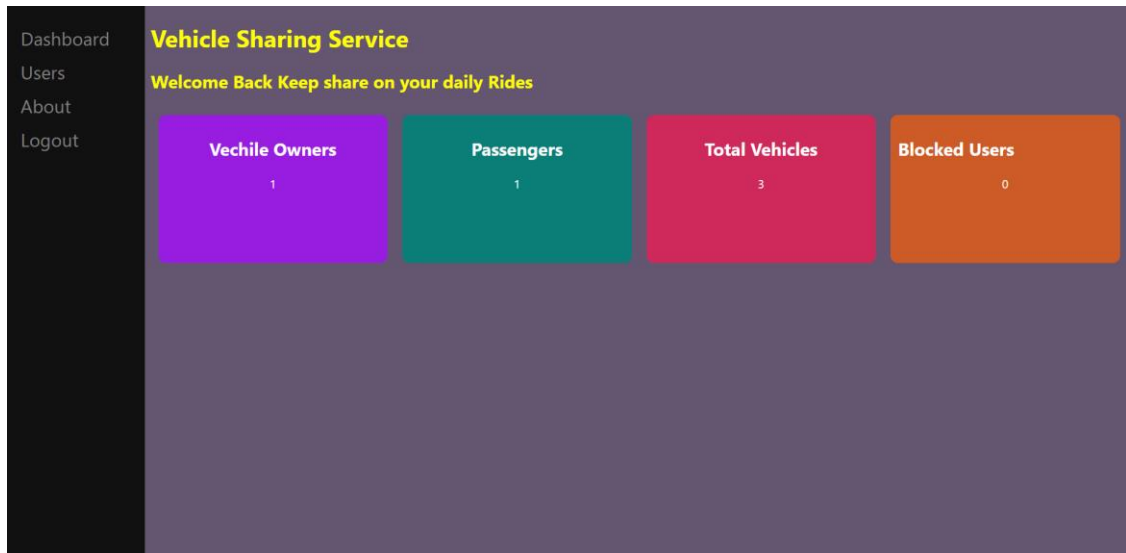 Dashboard
Users
About
Logout
Vehicle Sharing Service
Welcome Back Keep share on your daily Rides
Vechile Owners
1
Passengers
1
Total Vehicles
3
Blocked Users
0